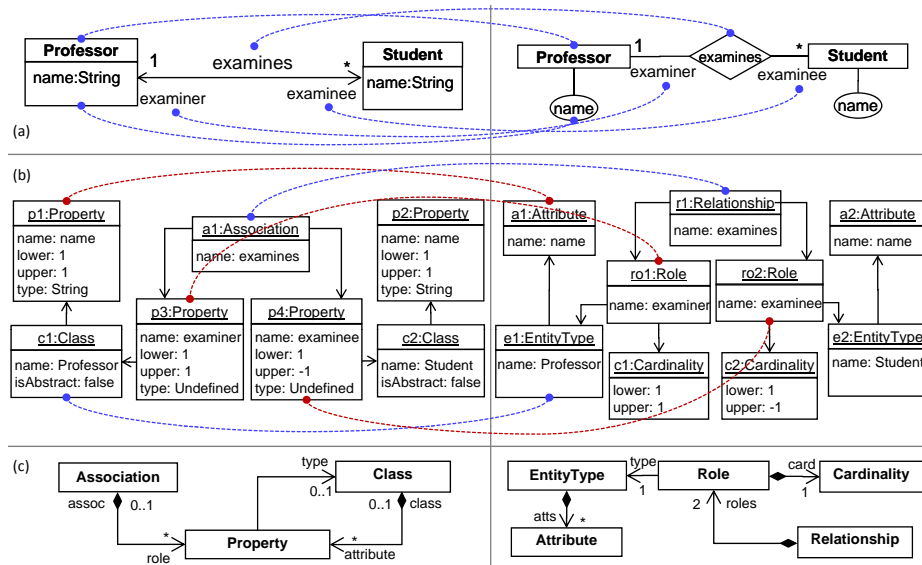 (a)
Professor
name:String
1
examines
*
examiner
examinee
Student
name:String
Professor
name
1
examines
*
examiner
examinee
Student
name
(b)
p1:Property
name: name
lower: 1
upper: 1
type: String
a1:Association
name: examines
p2:Property
name: name
lower: 1
upper: 1
type: String
c1:Class
name: Professor
isAbstract: false
p3:Property
name: examiner
lower: 1
upper: 1
type: Undefined
p4:Property
name: examinee
lower: 1
upper: -1
type: Undefined
c2:Class
name: Student
isAbstract: false
a1:Attribute
name: name
r1:Relationship
name: examines
a2:Attribute
name: name
ro1:Role
name: examiner
ro2:Role
name: examinee
e1:EntityType
name: Professor
c1:Cardinality
lower: 1
upper: 1
c2:Cardinality
lower: 1
upper: -1
e2:EntityType
name: Student
(c)
Association
assoc
0..1
*
role
Property
type
0..1
Class
0..1
class
*
attribute
EntityType
type
1
Role
card
1
Cardinality
atts
*
Attribute
2
roles
Relationship